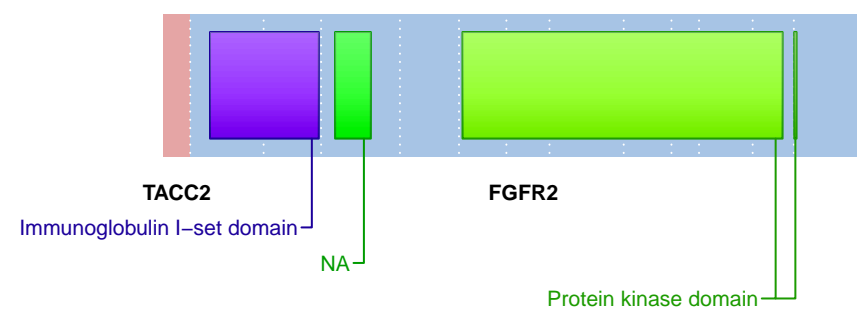 TACC2
FGFR2
Immunoglobulin I−set domain
NA
Protein kinase domain